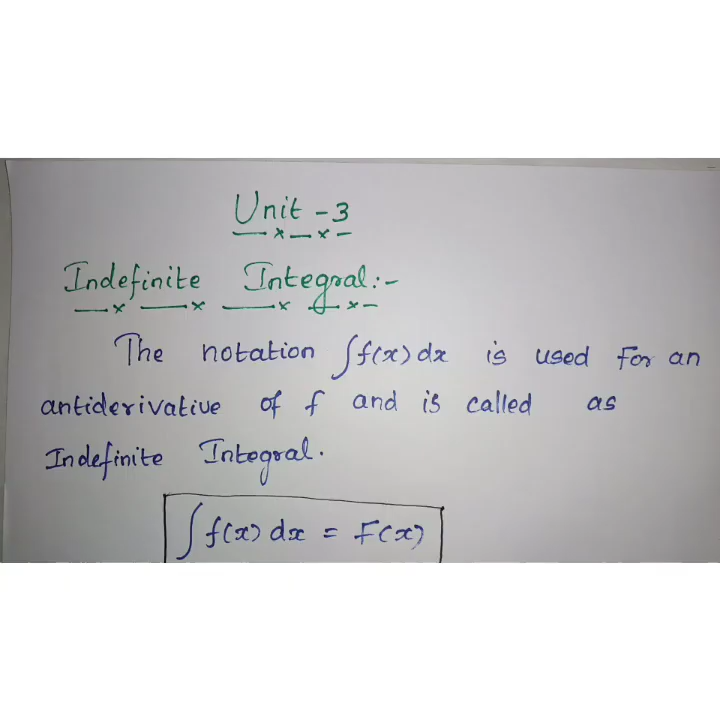 Unit - 3
Indefinite Integral:-
The notation ∫f(x) dx is used for an
antiderivative of f and is called as
Indefinite Integral.
∫f(x) dx = F(x)